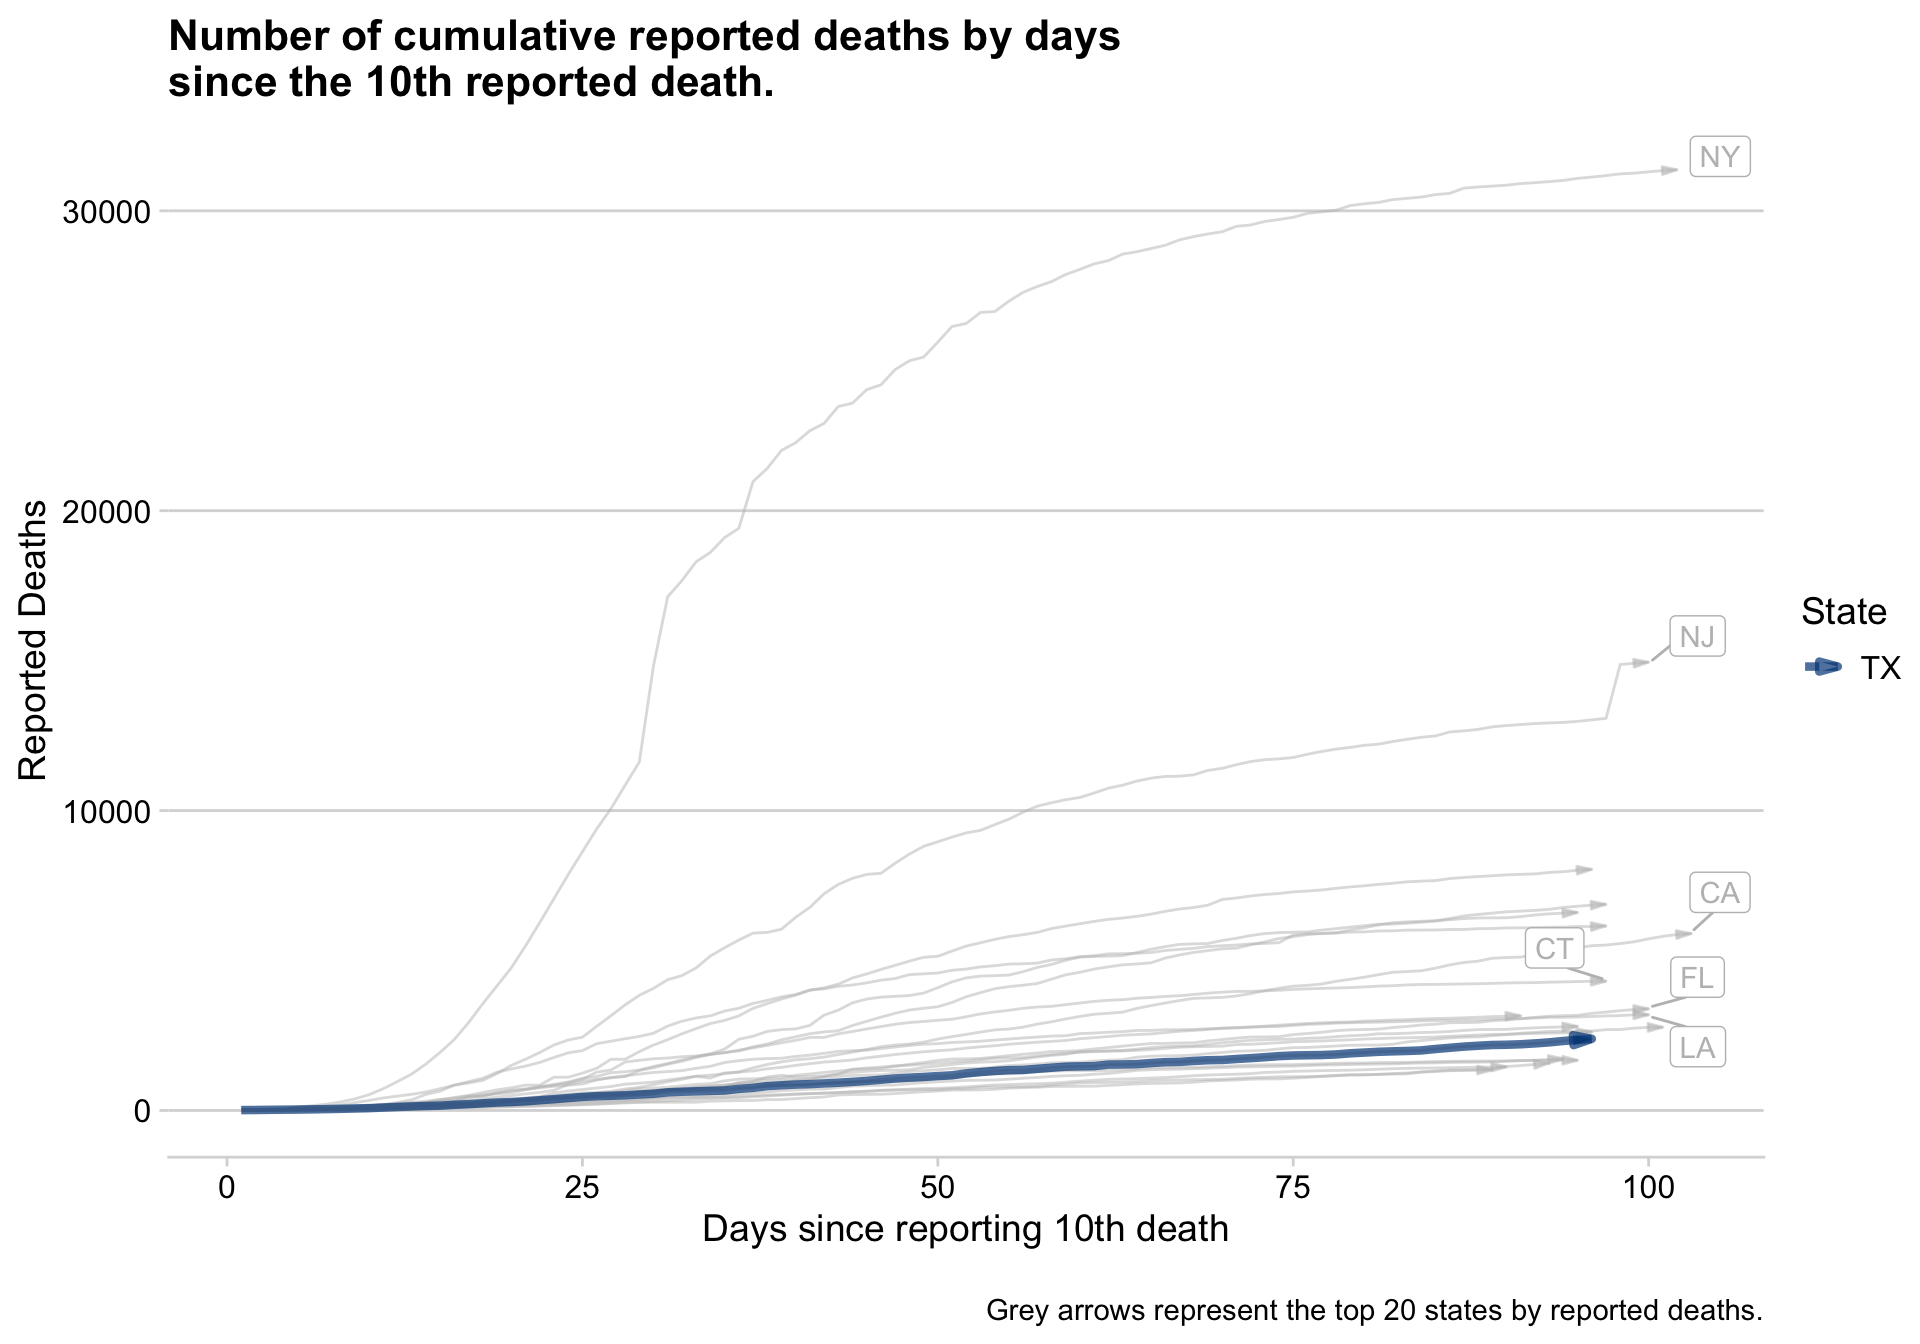 Number of cumulative reported deaths by days
since the 10th reported death.
NY
30000
20000
Reported Deaths
State
NJ
TX
10000
CA
CT
FL
LA
0
0 25 50 75 100
Days since reporting 10th death
Grey arrows represent the top 20 states by reported deaths.